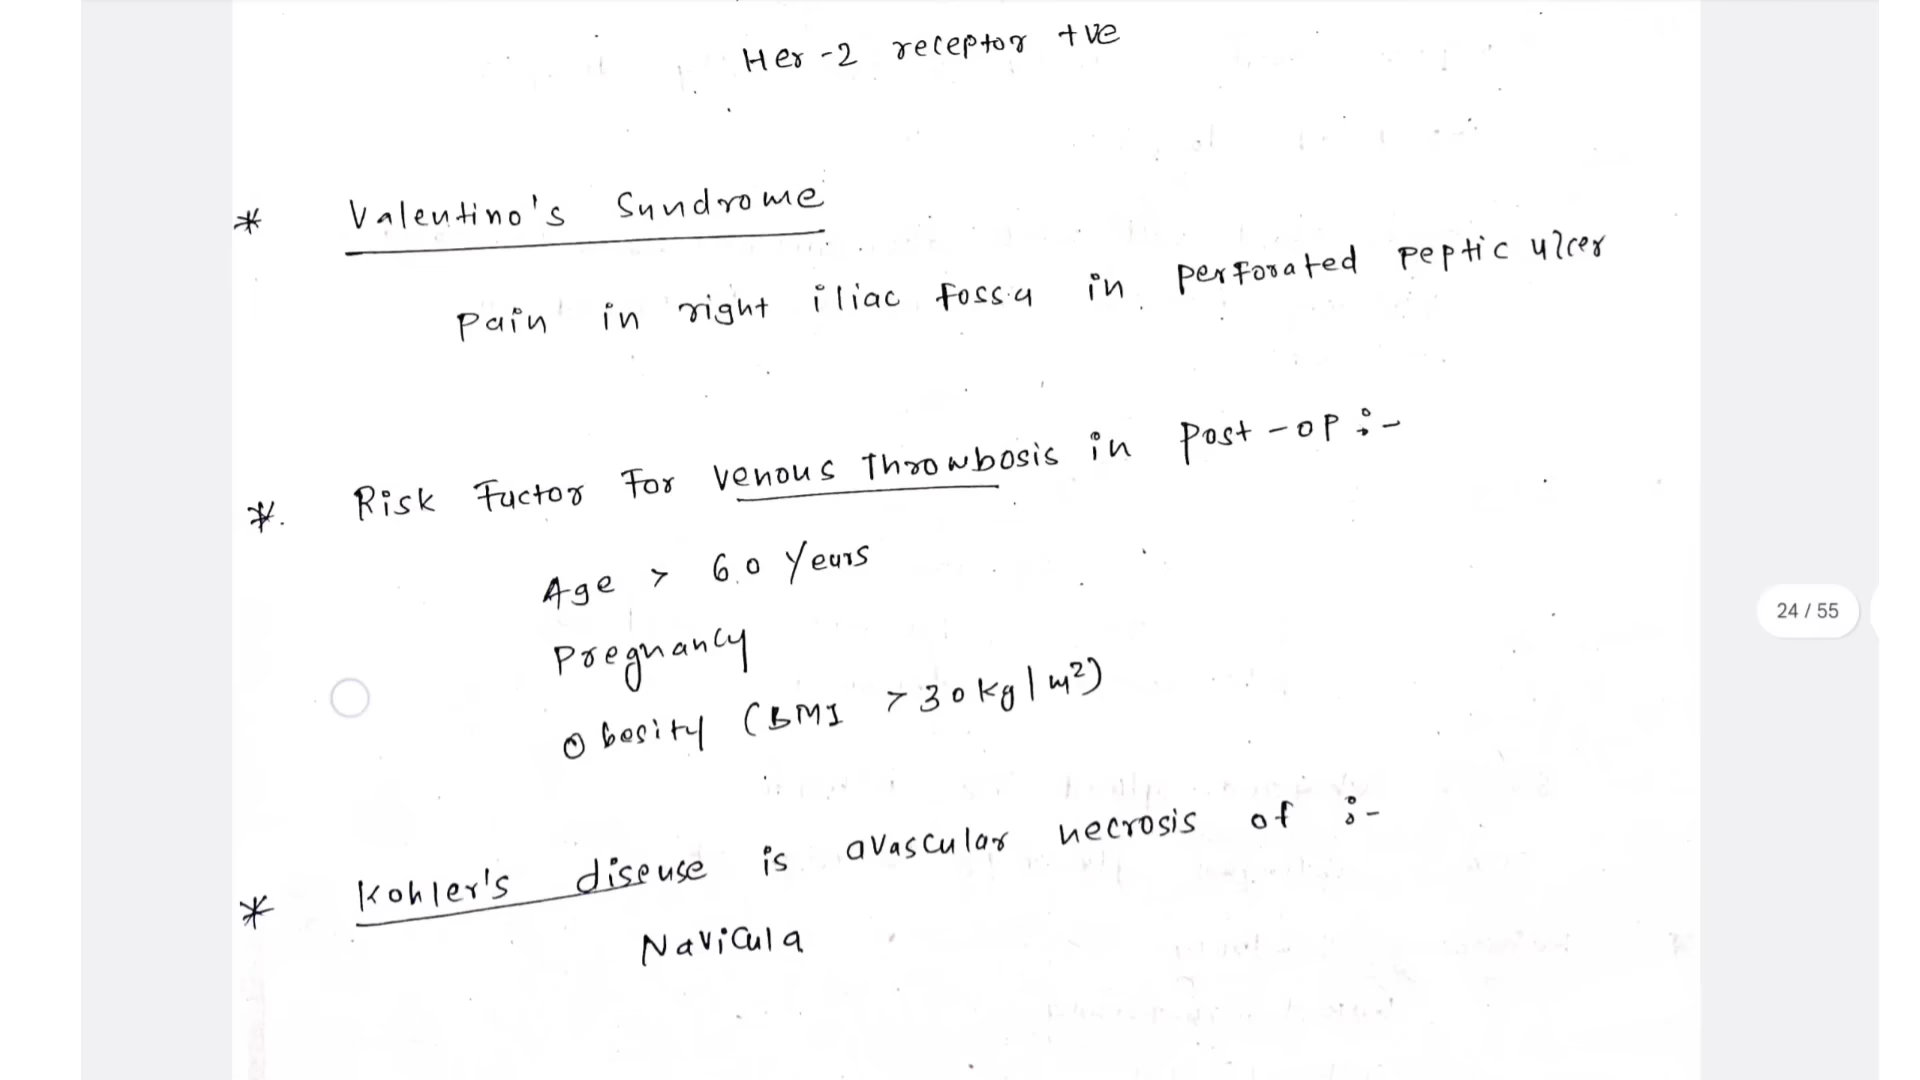 Her-2 receptor +ve
* Valentino's Syndrome
Pain in right iliac fossa in perforated peptic ulcer
*. Risk Factor For venous Thrombosis in Post-op :-
Age > 60 Years
Pregnancy
Obesity (BMI >30kg/m²)
* Kohler's disease is avascular necrosis of :-
Navicula
24 / 55